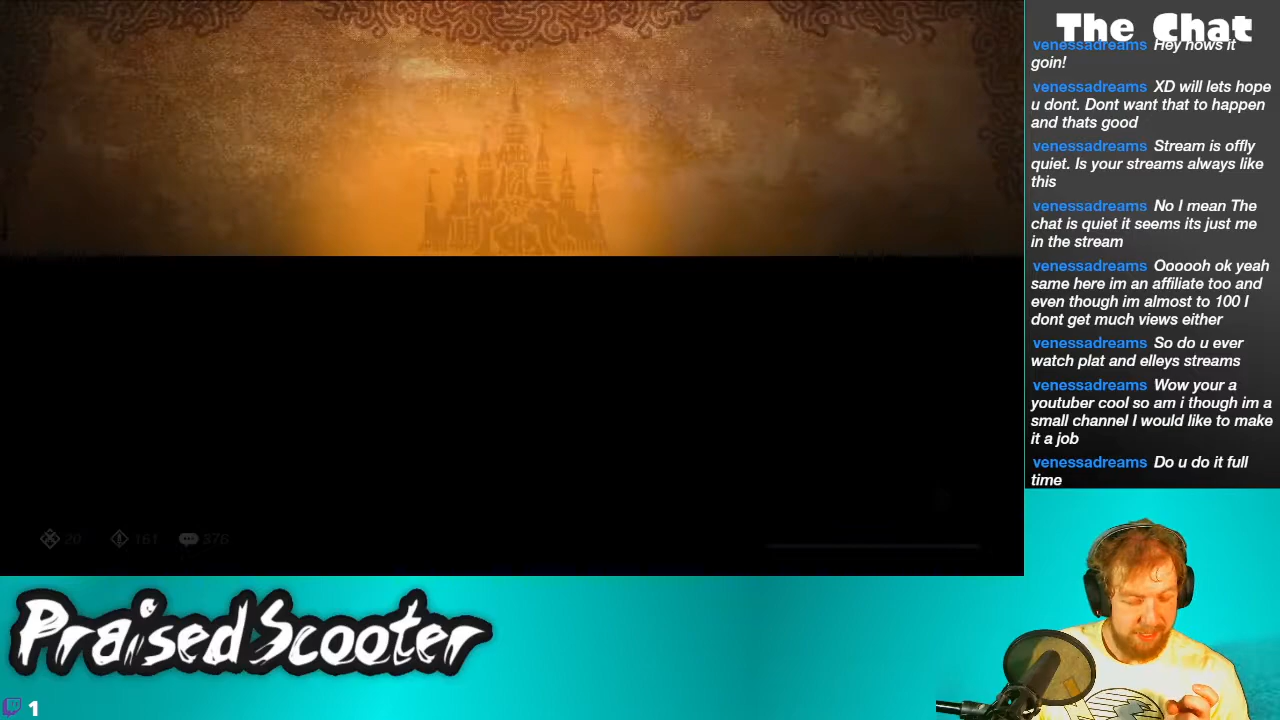 The Chat
venessadreams Hey hows it
goin!
venessadreams XD will lets hope
u dont. Dont want that to happen
and thats good
venessadreams Stream is offly
quiet. Is your streams always like
this
venessadreams No I mean The
chat is quiet it seems its just me
in the stream
venessadreams Oooooh ok yeah
same here im an affiliate too and
even though im almost to 100 I
dont get much views either
venessadreams So do u ever
watch plat and elleys streams
venessadreams Wow your a
youtuber cool so am i though im a
small channel I would like to make
it a job
venessadreams Do u do it full
time
20 161 376
PraisedScooter
1